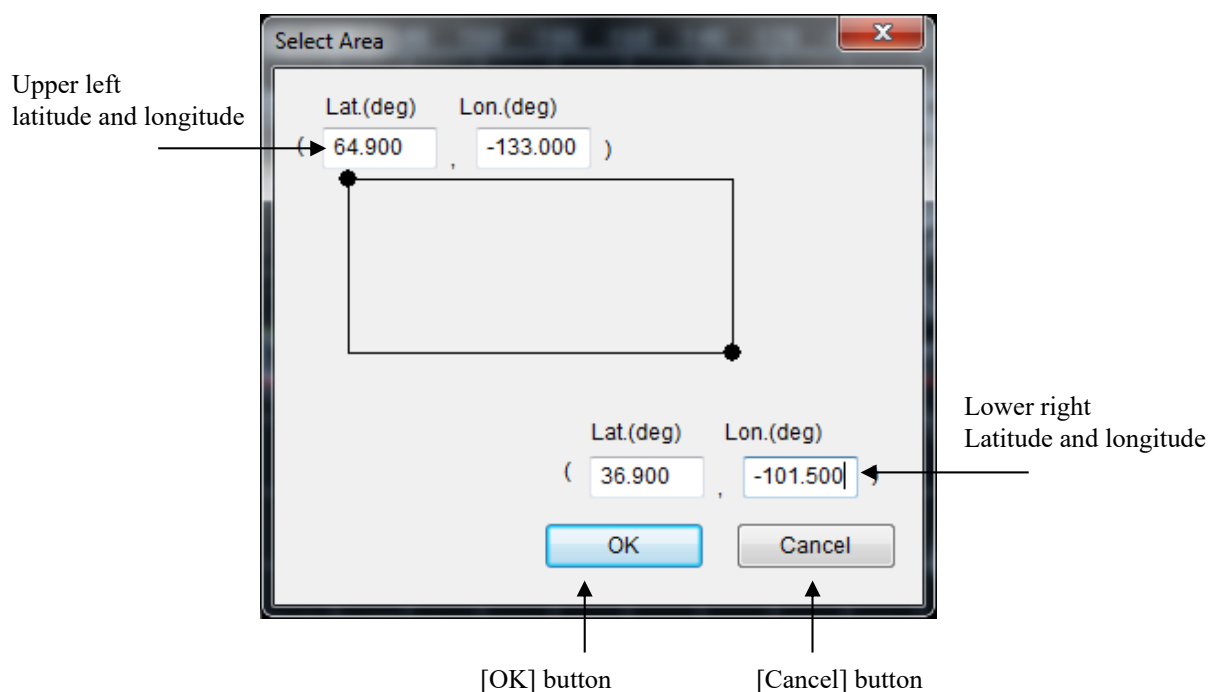 Select Area
Upper left
latitude and longitude
Lat.(deg) Lon.(deg)
( 64.900 , -133.000 )
Lower right
Latitude and longitude
Lat.(deg) Lon.(deg)
( 36.900 , -101.500 )
OK Cancel
[OK] button [Cancel] button